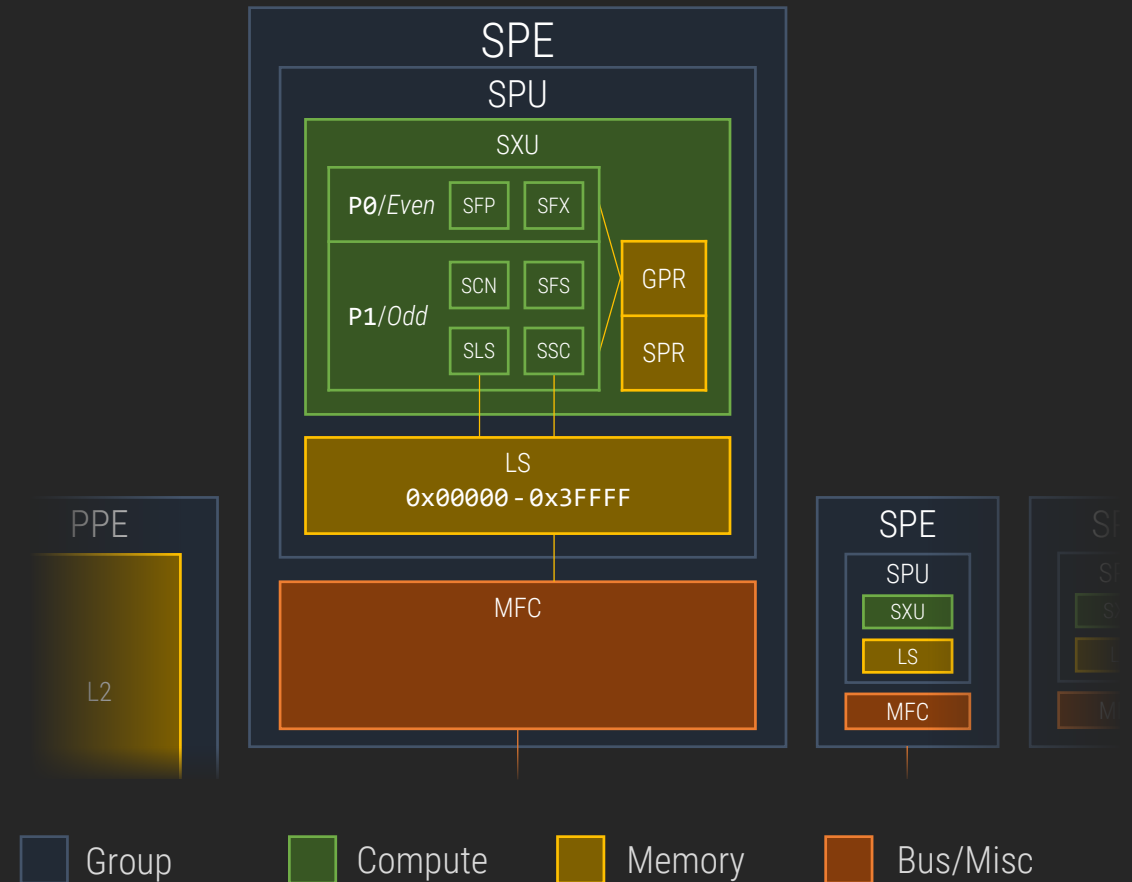 SPE
SPU
SXU
P0/Even
SFP
SFX
P1/Odd
SCN
SFS
SLS
SSC
GPR
SPR
LS
0x00000-0x3FFFF
MFC
PPE
L2
SPE
SPU
SXU
LS
MFC
Group
Compute
Memory
Bus/Misc